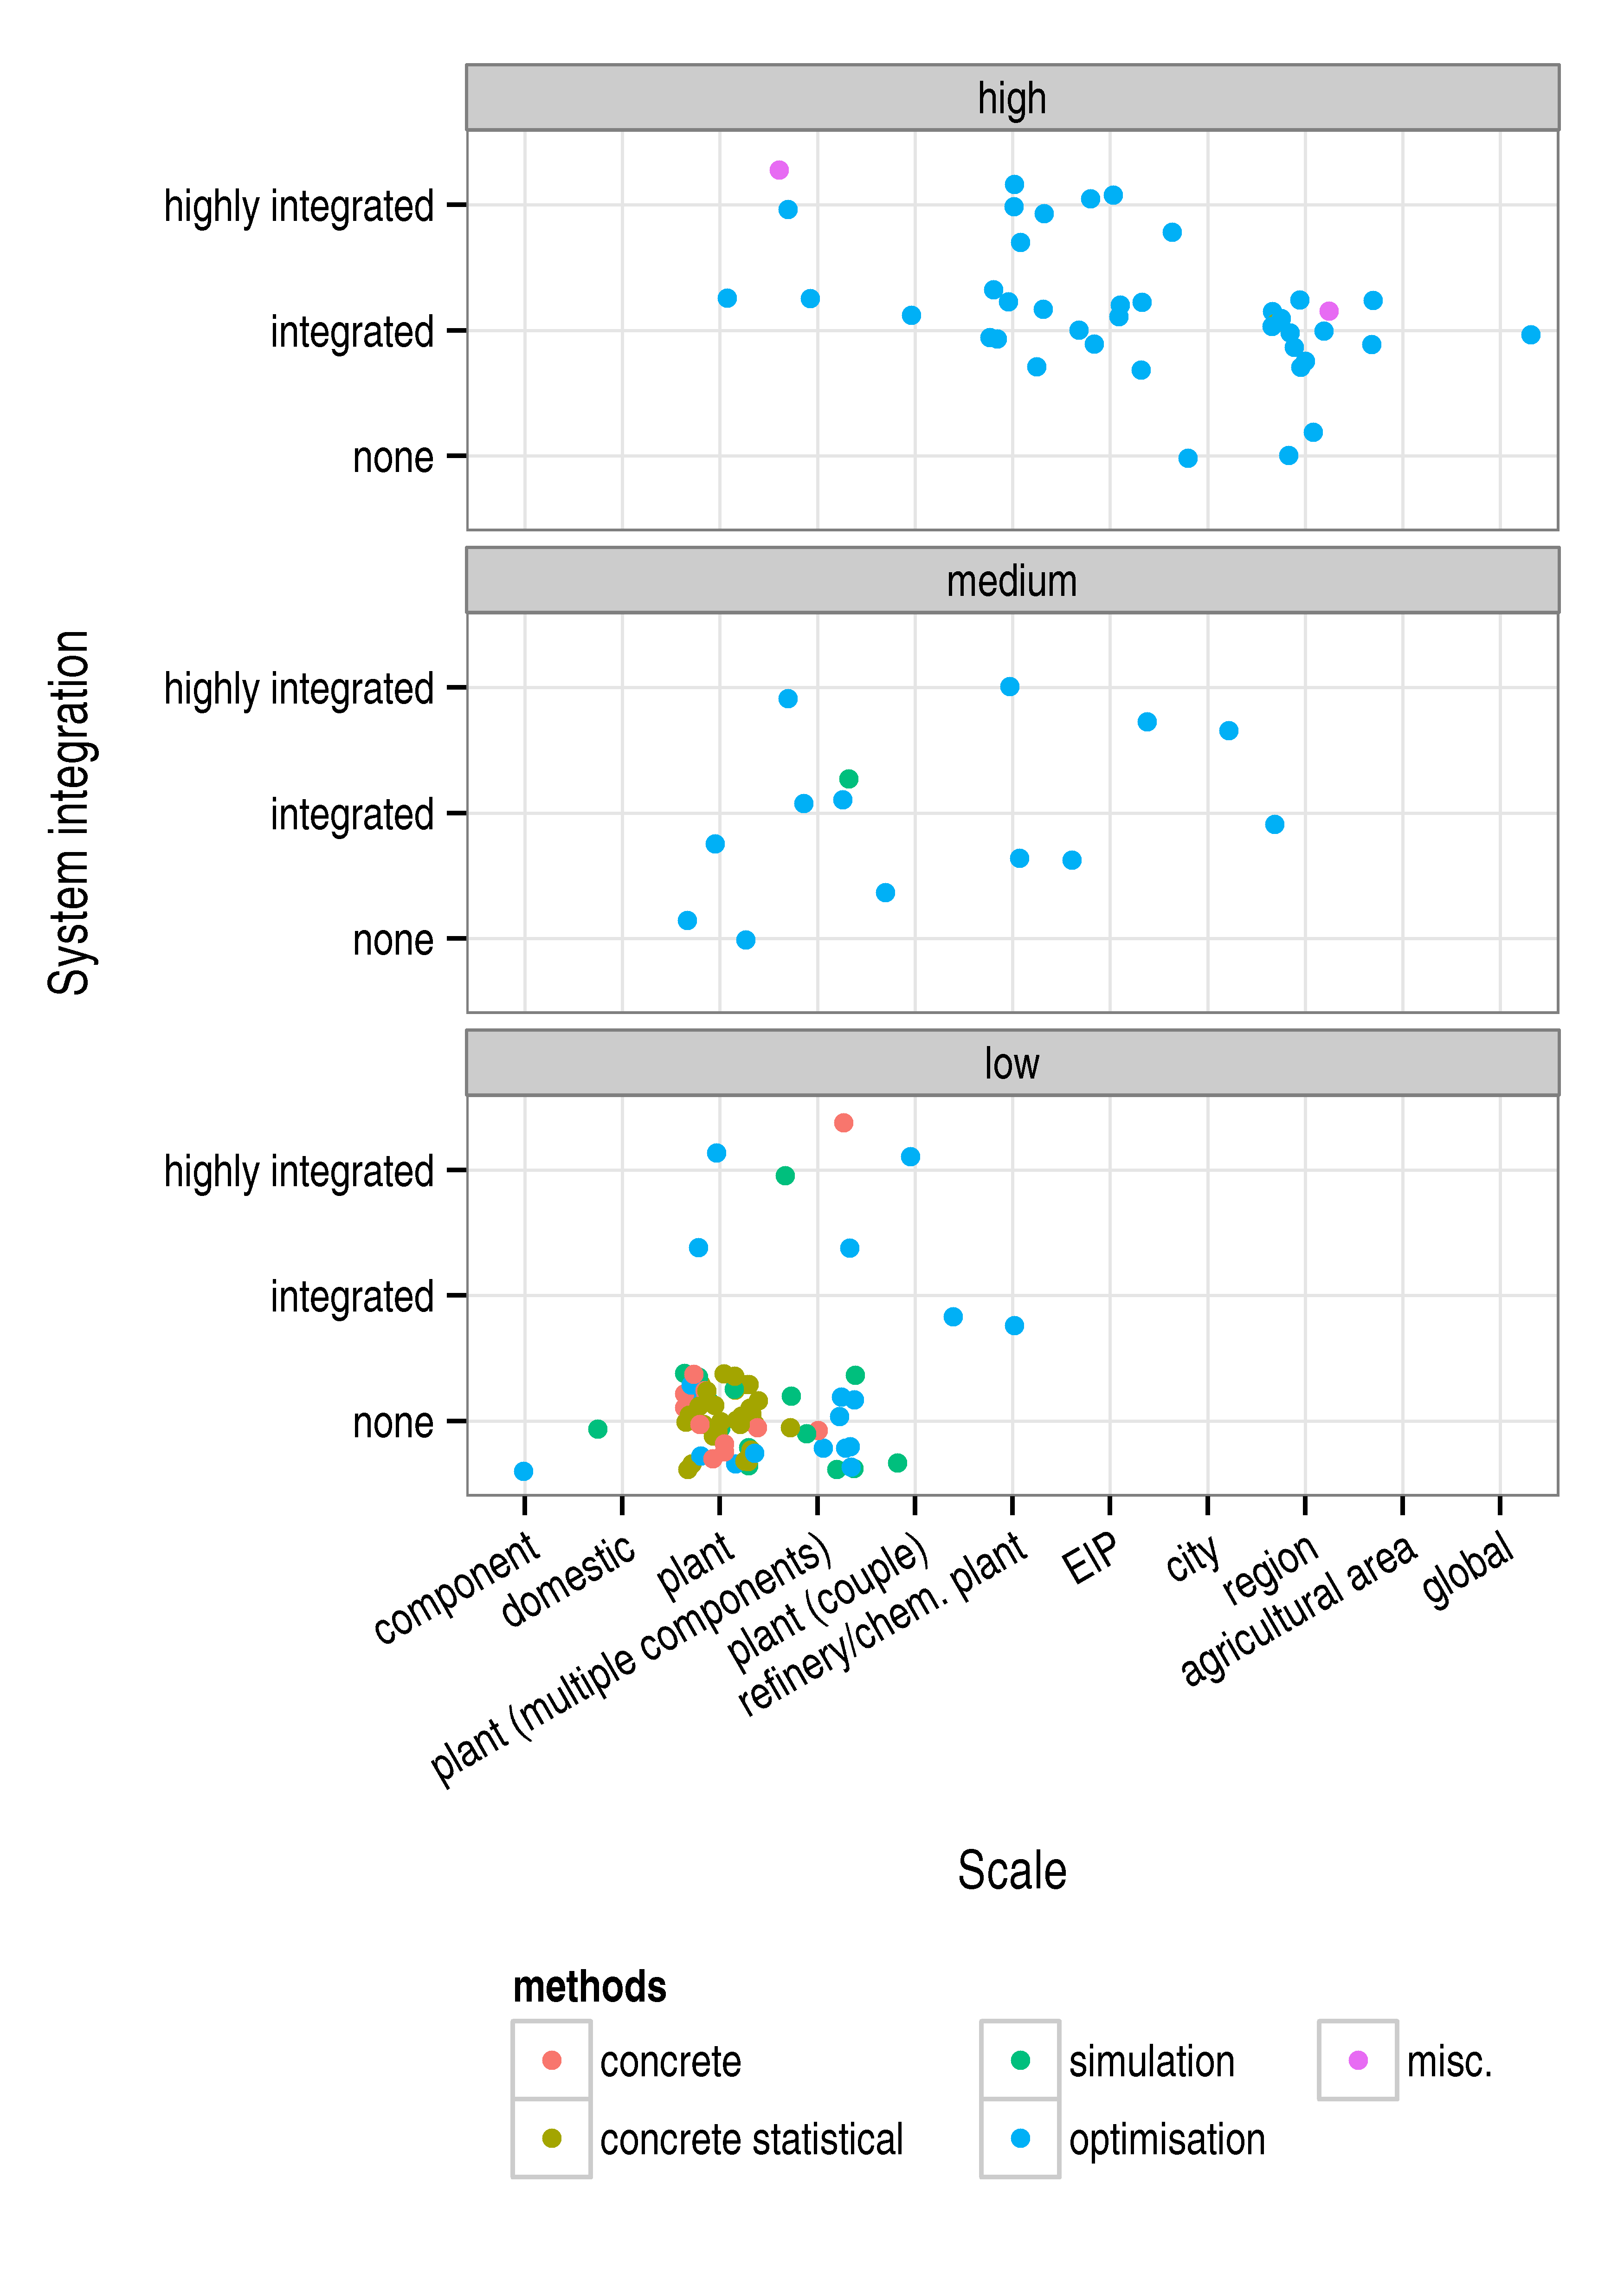 high
highly integrated
integrated
none
medium
highly integrated
integrated
none
System integration
low
highly integrated
integrated
none
component
domestic
plant
plant (multiple components)
plant (couple)
refinery/chem. plant
EIP
city
region
agricultural area
global
Scale
methods
concrete
simulation
misc.
concrete statistical
optimisation